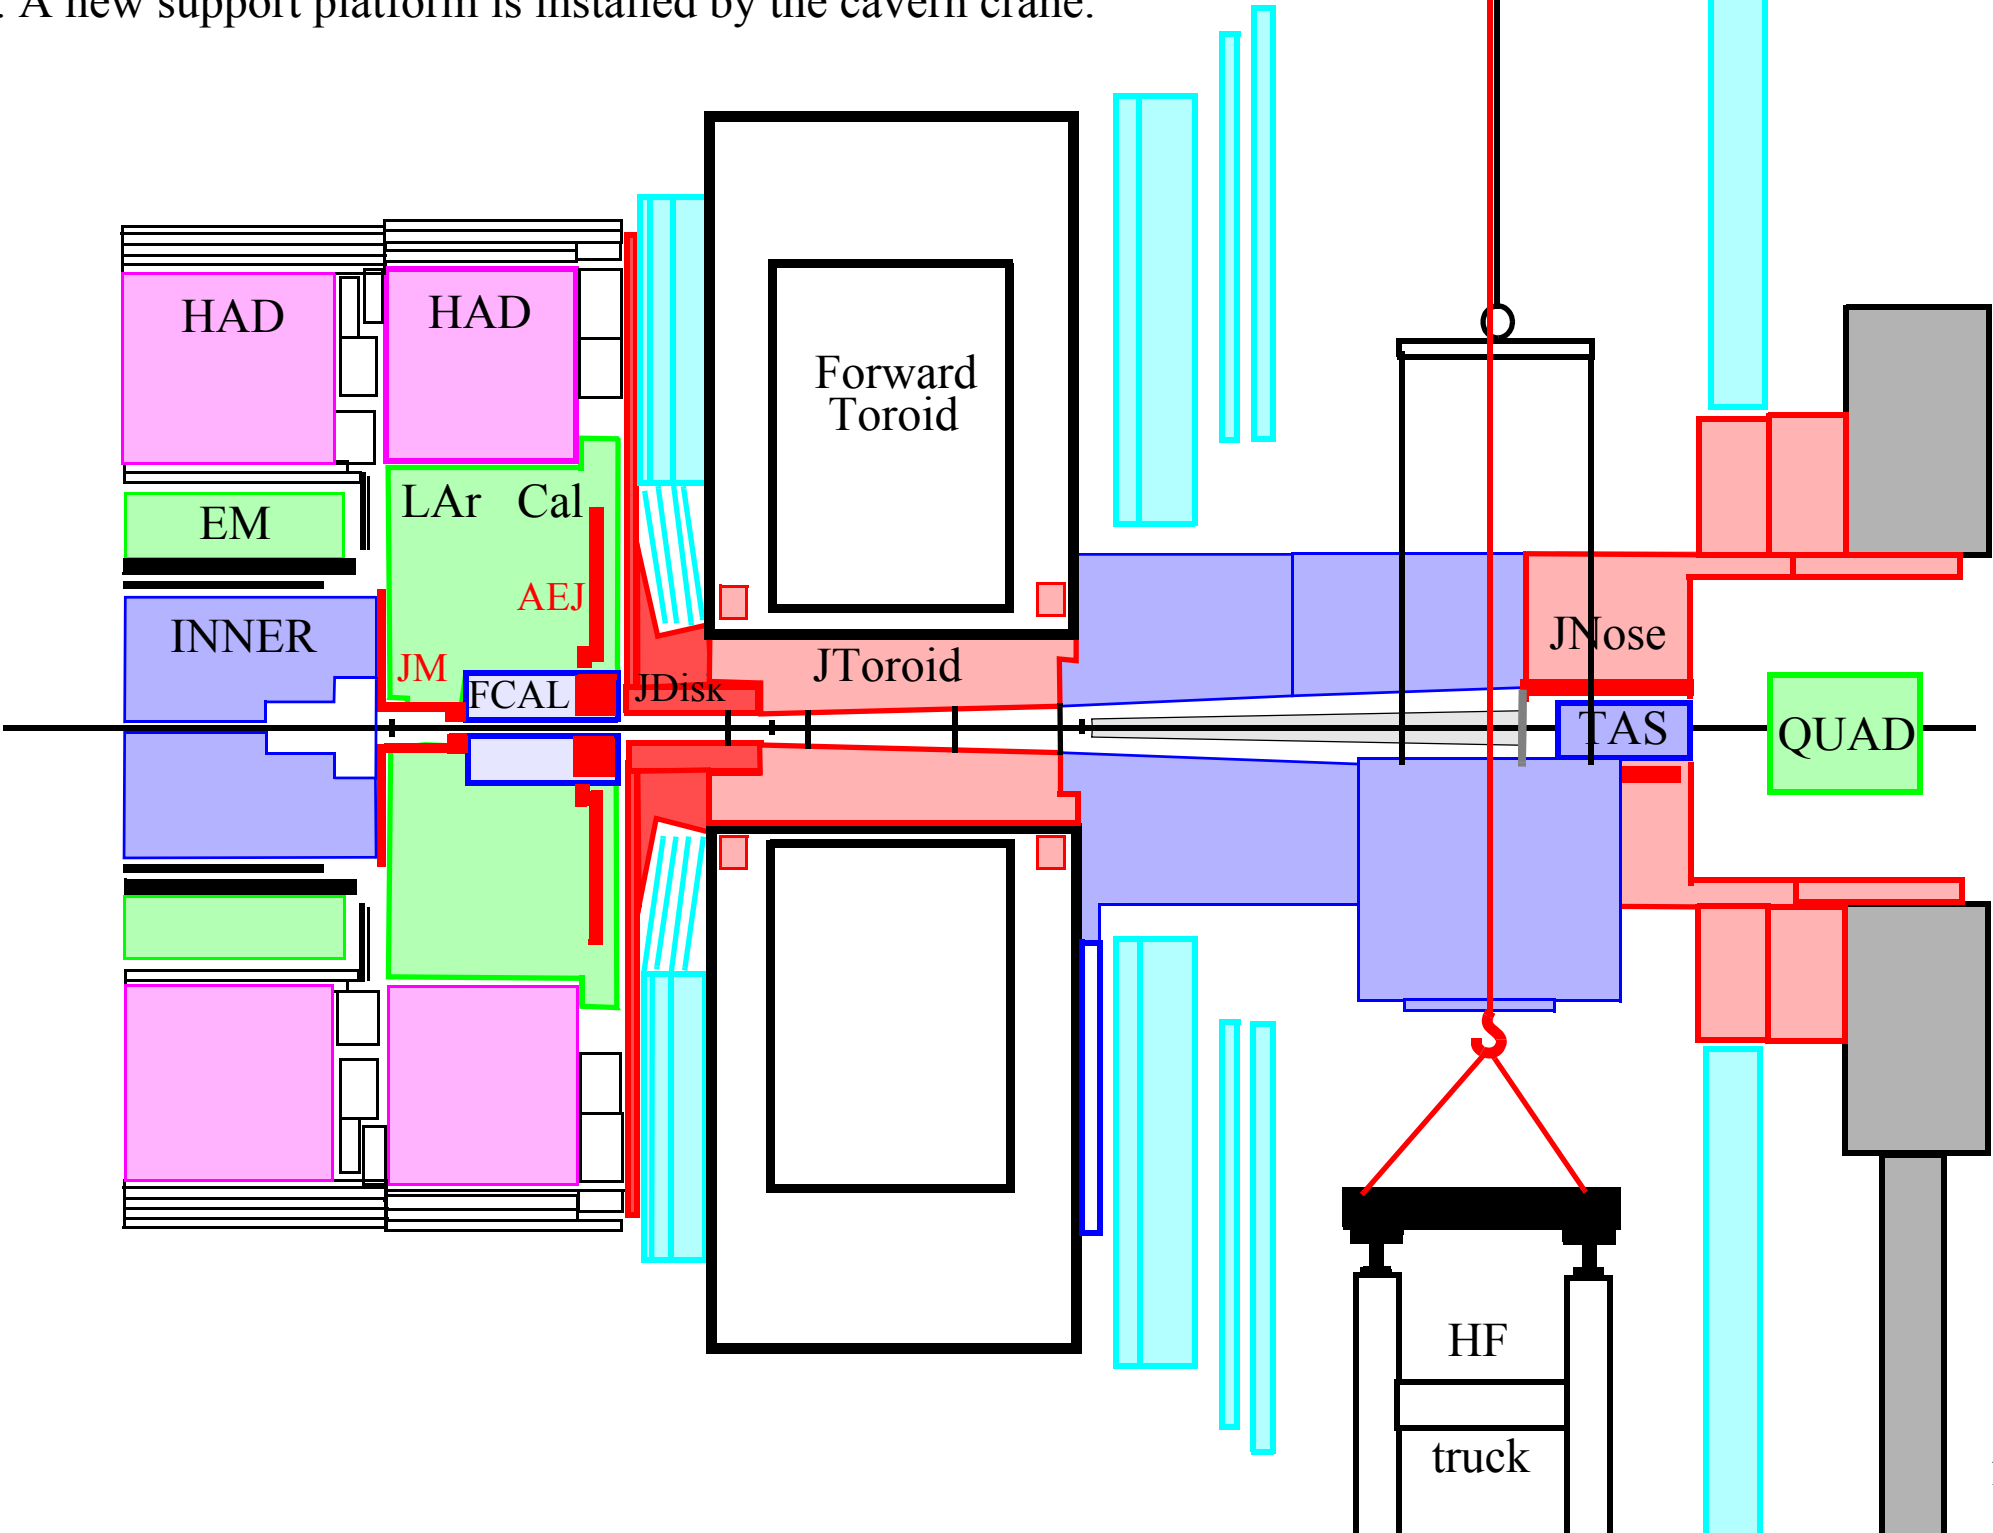 . A new support platform is installed by the cavern crane.
HAD
HAD
Forward
Toroid
LAr Cal
EM
AEJ
INNER
JM
FCAL
JDisk
JToroid
JNose
TAS
QUAD
HF
truck